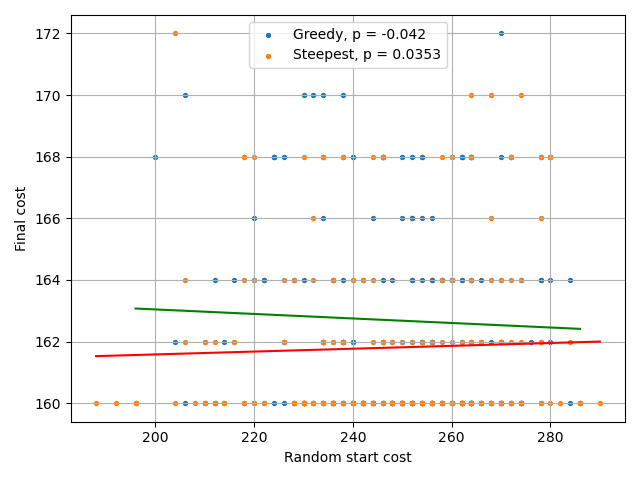 Greedy, p = -0.042
Steepest, p = 0.0353
172
170
168
166
164
162
160
Final cost
200 220 240 260 280
Random start cost